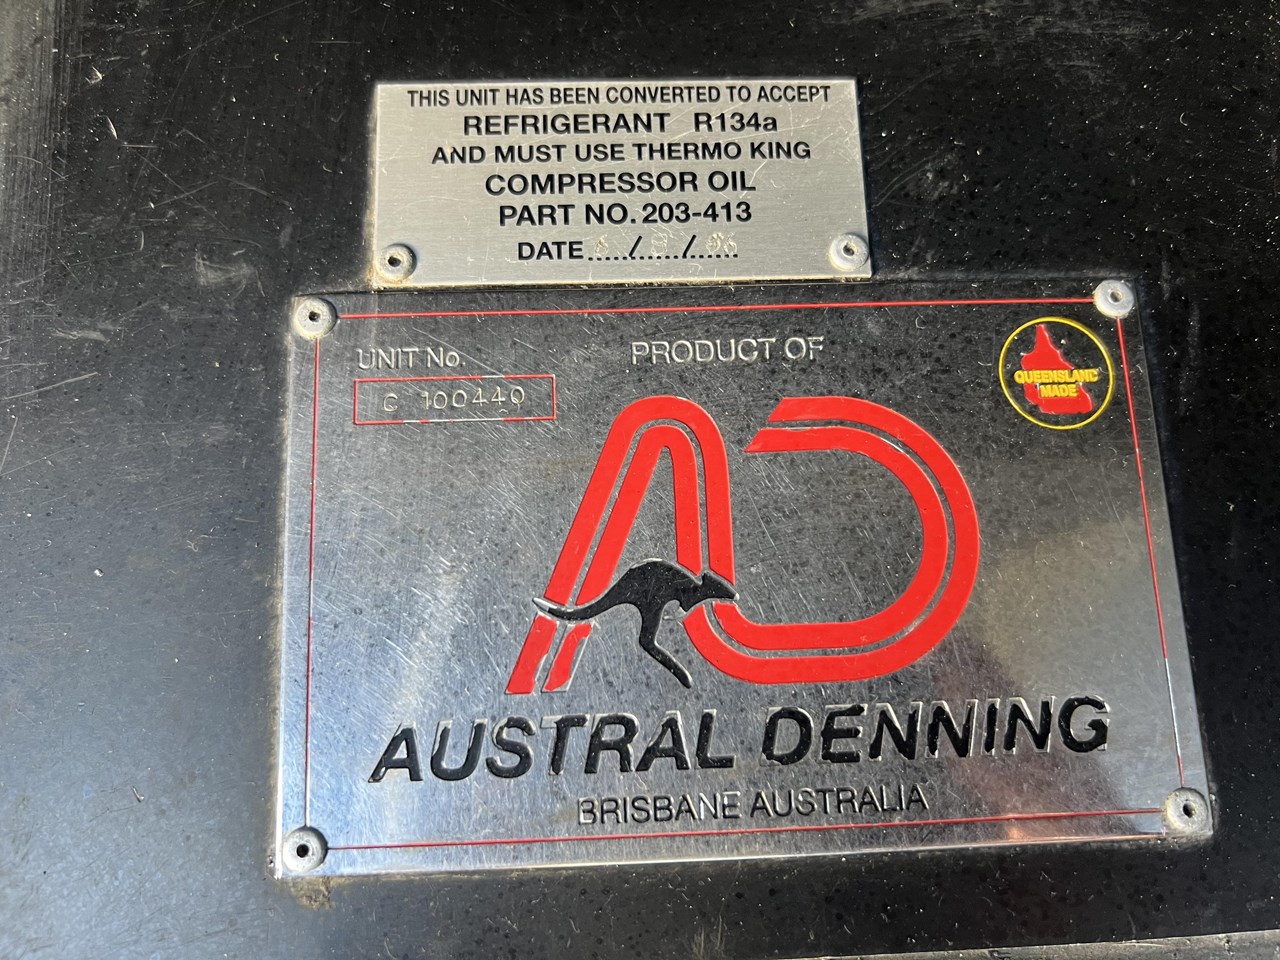 THIS UNIT HAS BEEN CONVERTED TO ACCEPT
REFRIGERANT R134a
AND MUST USE THERMO KING
COMPRESSOR OIL
PART NO. 203-413
DATE ...../...../.....
UNIT No.
C 100440
PRODUCT OF
QUEENSLAND
MADE
AD
AUSTRAL DENNING
BRISBANE AUSTRALIA